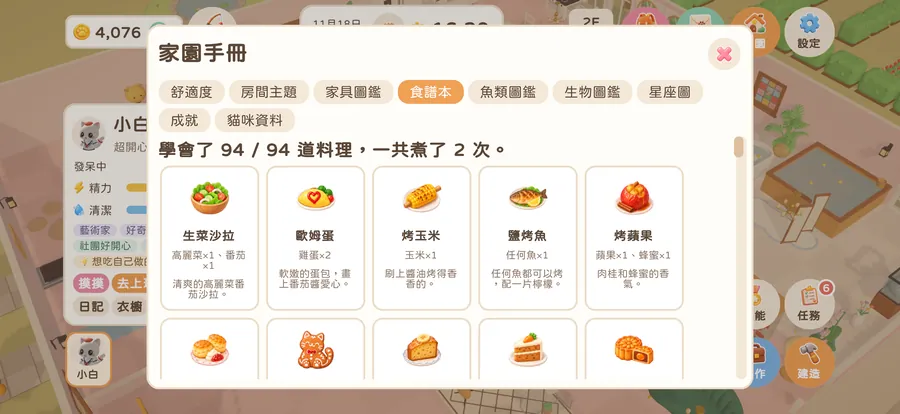 4,076
11月18日
2F
設定
家園手冊
舒適度
房間主題
家具圖鑑
食譜本
魚類圖鑑
生物圖鑑
星座圖
成就
貓咪資料
學會了 94 / 94 道料理，一共煮了 2 次。
生菜沙拉
高麗菜×1、番茄
×1
清爽的高麗菜番
茄沙拉。
歐姆蛋
雞蛋×2
軟嫩的蛋包，畫
上番茄醬愛心。
烤玉米
玉米×1
刷上醬油烤得香
香的。
鹽烤魚
任何魚×1
任何魚都可以烤
，配一片檸檬。
烤蘋果
蘋果×1、蜂蜜×1
肉桂和蜂蜜的香
氣。
小白
超開心
發呆中
精力
清潔
藝術家
好奇
社團好開心
想吃自己做的
摸摸
去上
日記
衣櫥
小白
能
6
任務
作
建造